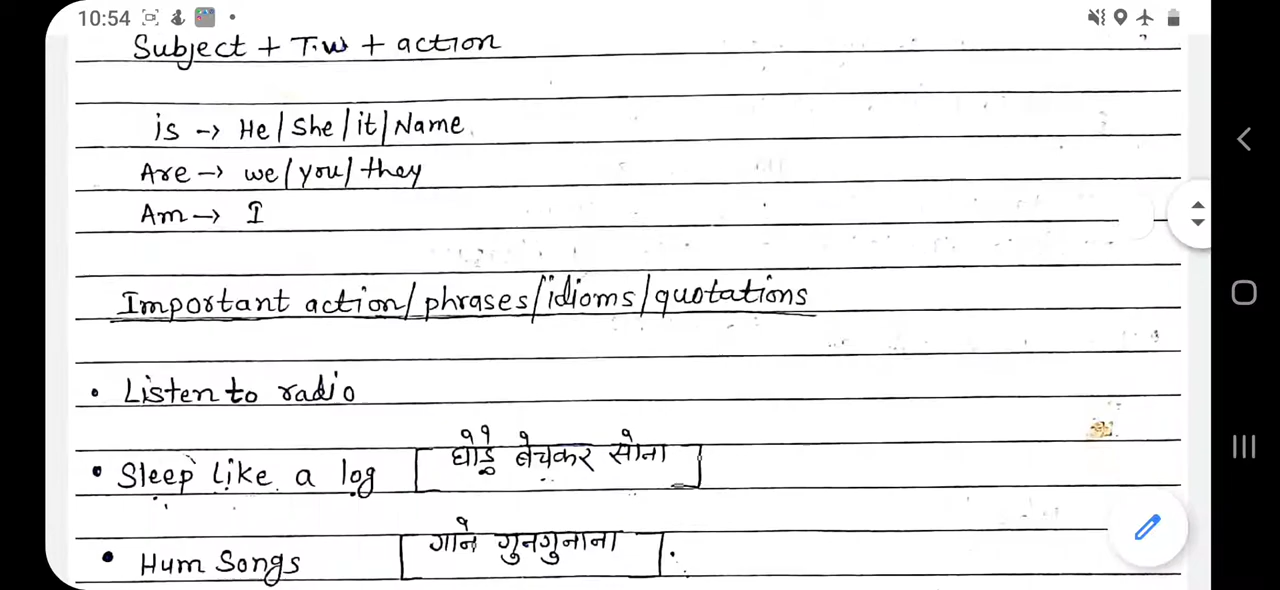 10:54
Subject + T.W + action
is → He/She/it/Name
Are → we/you/they
Am → I
Important action/phrases/idioms/quotations
• Listen to radio
• Sleep like a log [घोड़े बेचकर सोना]
• Hum Songs [गाने गुनगुनाना].